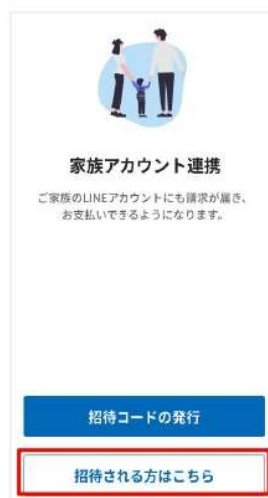 家族アカウント連携
ご家族のLINEアカウントにも請求が届き、
お支払いできるようになります。
招待コードの発行
招待される方はこちら